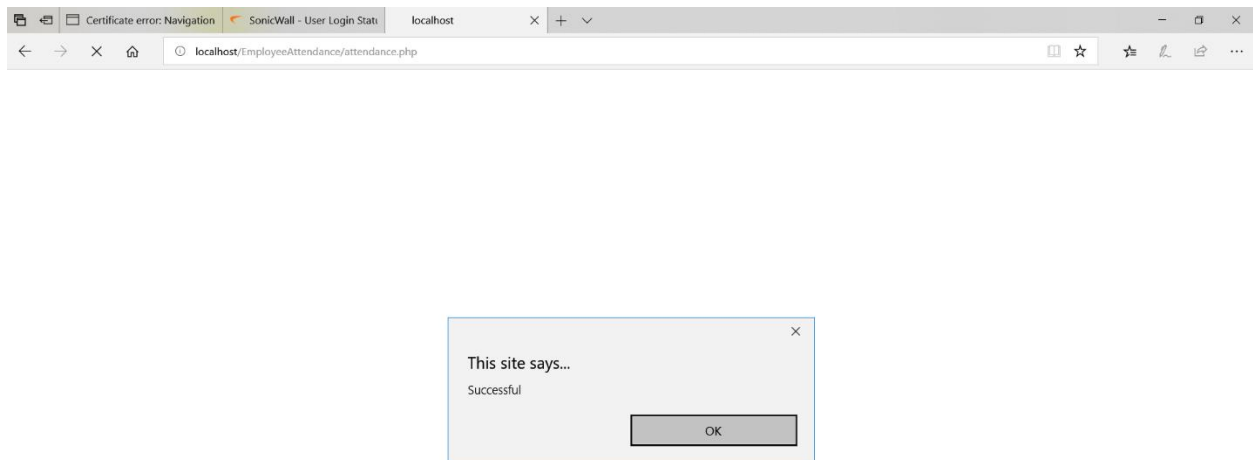 Certificate error: Navigation
SonicWall - User Login Statu
localhost
localhost/EmployeeAttendance/attendance.php
This site says...
Successful
OK